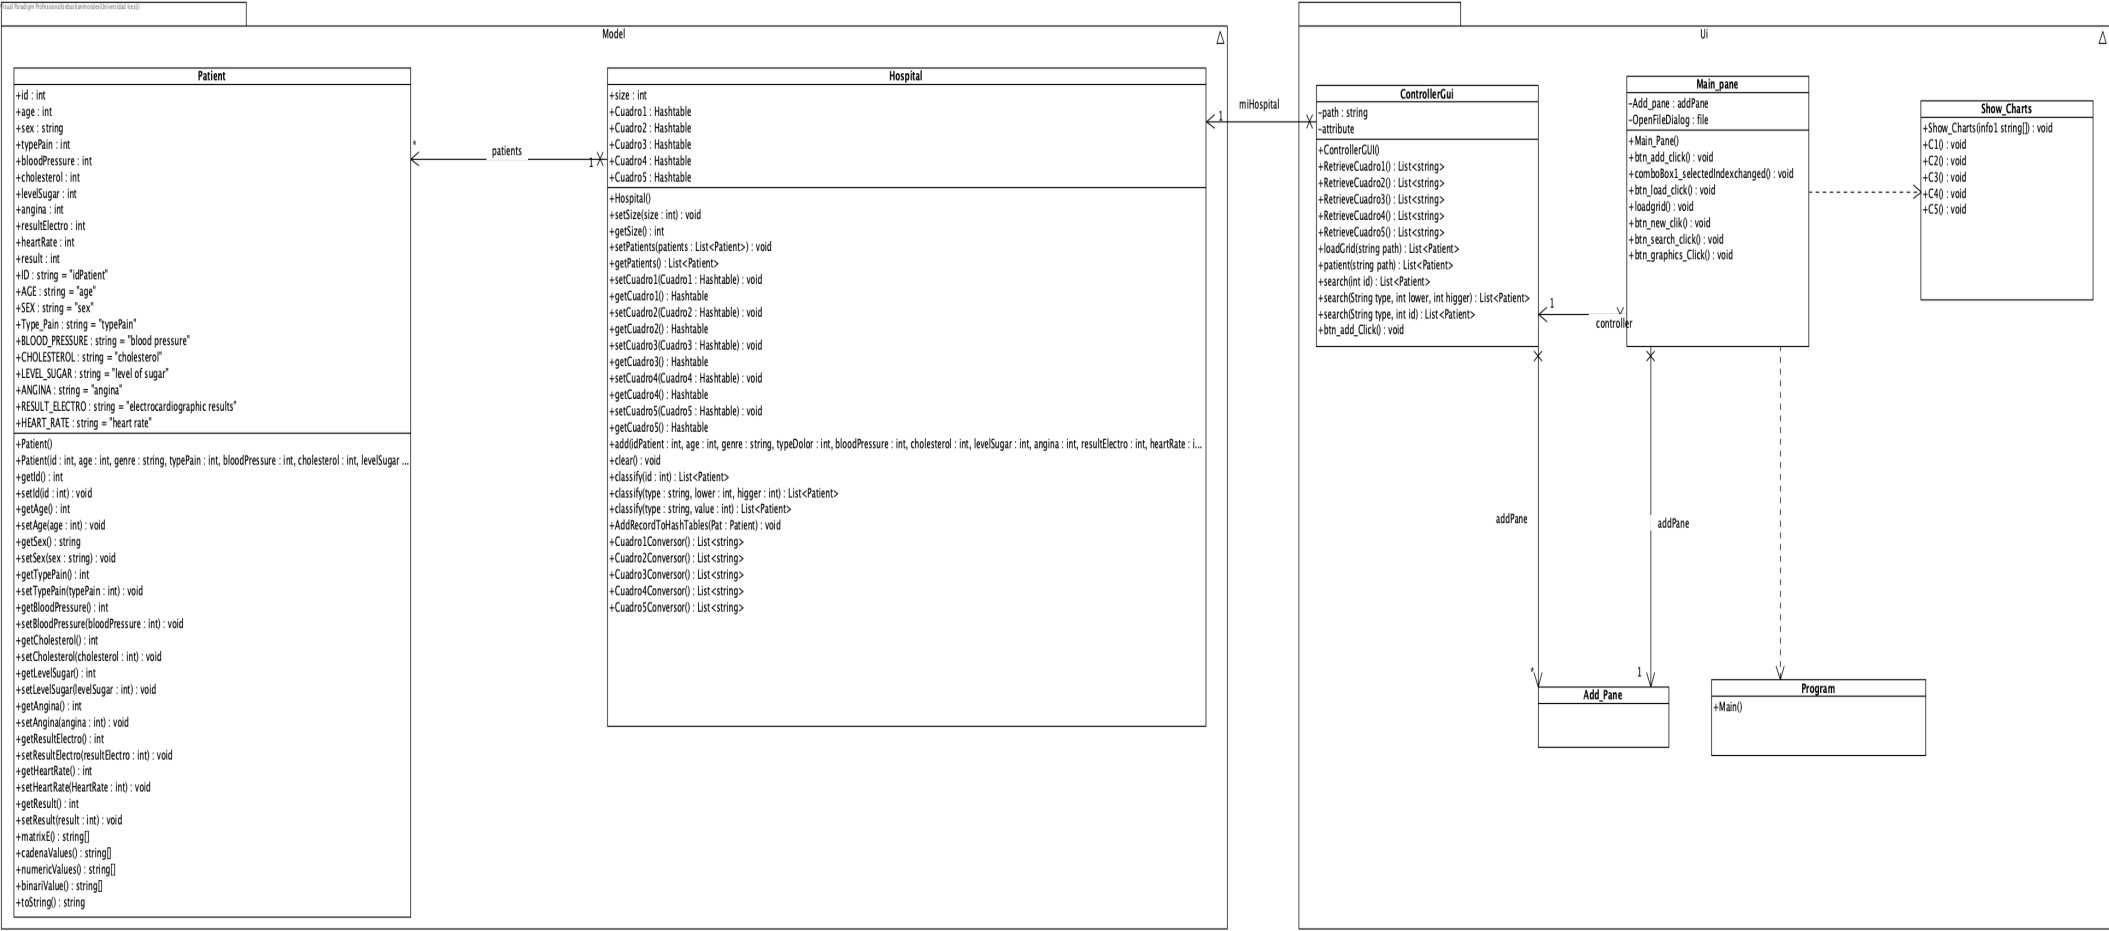 Visual Paradigm Professional(sebastianmorales(Universidad Icesi))
Model
Patient
+id : int
+age : int
+sex : string
+typePain : int
+bloodPressure : int
+cholesterol : int
+levelSugar : int
+angina : int
+resultElectro : int
+heartRate : int
+result : int
+ID : string = "idPatient"
+AGE : string = "age"
+SEX : string = "sex"
+Type_Pain : string = "typePain"
+BLOOD_PRESSURE : string = "blood pressure"
+CHOLESTEROL : string = "cholesterol"
+LEVEL_SUGAR : string = "level of sugar"
+ANGINA : string = "angina"
+RESULT_ELECTRO : string = "electrocardiographic results"
+HEART_RATE : string = "heart rate"
+Patient()
+Patient(id : int, age : int, genre : string, typePain : int, bloodPressure : int, cholesterol : int, levelSugar ...
+getId() : int
+setId(id : int) : void
+getAge() : int
+setAge(age : int) : void
+getSex() : string
+setSex(sex : string) : void
+getTypePain() : int
+setTypePain(typePain : int) : void
+getBloodPressure() : int
+setBloodPressure(bloodPressure : int) : void
+getCholesterol() : int
+setCholesterol(cholesterol : int) : void
+getLevelSugar() : int
+setLevelSugar(levelSugar : int) : void
+getAngina() : int
+setAngina(angina : int) : void
+getResultElectro() : int
+setResultElectro(resultElectro : int) : void
+getHeartRate() : int
+setHeartRate(HeartRate : int) : void
+getResult() : int
+setResult(result : int) : void
+matrixE() : string[]
+cadenaValues() : string[]
+numericValues() : string[]
+binariValue() : string[]
+toString() : string
*
patients
1
Hospital
+size : int
+Cuadro1 : Hashtable
+Cuadro2 : Hashtable
+Cuadro3 : Hashtable
+Cuadro4 : Hashtable
+Cuadro5 : Hashtable
+Hospital()
+setSize(size : int) : void
+getSize() : int
+setPatients(patients : List<Patient>) : void
+getPatients() : List<Patient>
+setCuadro1(Cuadro1 : Hashtable) : void
+getCuadro1() : Hashtable
+setCuadro2(Cuadro2 : Hashtable) : void
+getCuadro2() : Hashtable
+setCuadro3(Cuadro3 : Hashtable) : void
+getCuadro3() : Hashtable
+setCuadro4(Cuadro4 : Hashtable) : void
+getCuadro4() : Hashtable
+setCuadro5(Cuadro5 : Hashtable) : void
+getCuadro5() : Hashtable
+add(idPatient : int, age : int, genre : string, typeDolor : int, bloodPressure : int, cholesterol : int, levelSugar : int, angina : int, resultElectro : int, heartRate : i...
+clear() : void
+classify(id : int) : List<Patient>
+classify(type : string, lower : int, higger : int) : List<Patient>
+classify(type : string, value : int) : List<Patient>
+AddRecordToHashTables(Pat : Patient) : void
+Cuadro1Conversor() : List<string>
+Cuadro2Conversor() : List<string>
+Cuadro3Conversor() : List<string>
+Cuadro4Conversor() : List<string>
+Cuadro5Conversor() : List<string>
miHospital
1
Ui
ControllerGui
-path : string
-attribute
+ControllerGUI()
+RetrieveCuadro1() : List<string>
+RetrieveCuadro2() : List<string>
+RetrieveCuadro3() : List<string>
+RetrieveCuadro4() : List<string>
+RetrieveCuadro5() : List<string>
+loadGrid(string path) : List<Patient>
+patient(string path) : List<Patient>
+search(int id) : List<Patient>
+search(String type, int lower, int higger) : List<Patient>
+search(String type, int id) : List<Patient>
+btn_add_Click() : void
1
controller
Main_pane
-Add_pane : addPane
-OpenFileDialog : file
+Main_Pane()
+btn_add_click() : void
+comboBox1_selectedIndexchanged() : void
+btn_load_click() : void
+loadgrid() : void
+btn_new_clik() : void
+btn_search_click() : void
+btn_graphics_Click() : void
Show_Charts
+Show_Charts(info1 string[]) : void
+C1() : void
+C2() : void
+C3() : void
+C4() : void
+C5() : void
addPane
addPane
*
1
Add_Pane
Program
+Main()